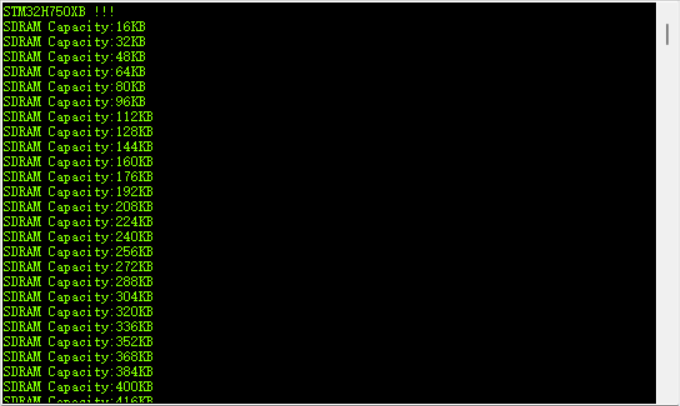 STM32H750XB !!!
SDRAM Capacity:16KB
SDRAM Capacity:32KB
SDRAM Capacity:48KB
SDRAM Capacity:64KB
SDRAM Capacity:80KB
SDRAM Capacity:96KB
SDRAM Capacity:112KB
SDRAM Capacity:128KB
SDRAM Capacity:144KB
SDRAM Capacity:160KB
SDRAM Capacity:176KB
SDRAM Capacity:192KB
SDRAM Capacity:208KB
SDRAM Capacity:224KB
SDRAM Capacity:240KB
SDRAM Capacity:256KB
SDRAM Capacity:272KB
SDRAM Capacity:288KB
SDRAM Capacity:304KB
SDRAM Capacity:320KB
SDRAM Capacity:336KB
SDRAM Capacity:352KB
SDRAM Capacity:368KB
SDRAM Capacity:384KB
SDRAM Capacity:400KB
SDRAM Capacity:416KB